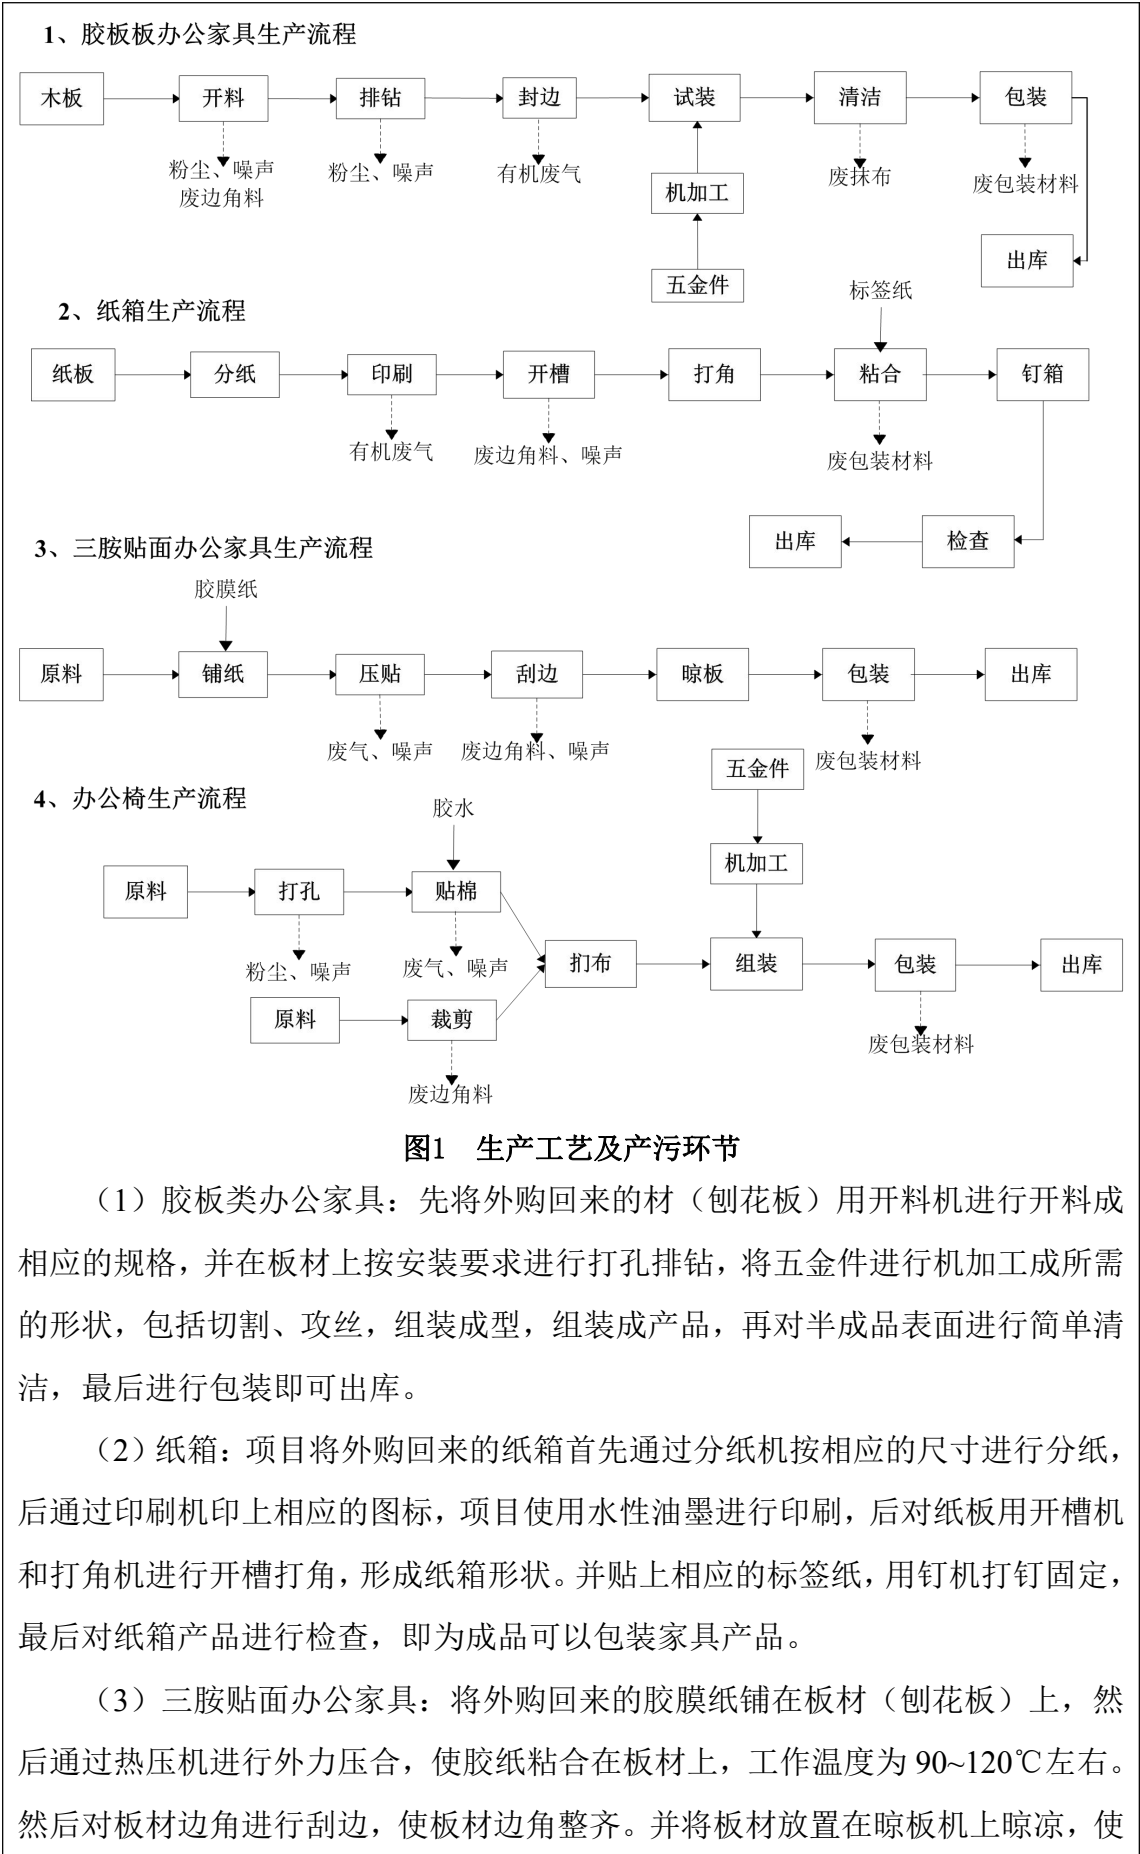 1、胶板板办公家具生产流程
木板 开料 排钻 封边 试装 清洁 包装
粉尘、噪声 粉尘、噪声 有机废气 废抹布 废包装材料
废边角料
机加工
出库
五金件
标签纸
2、纸箱生产流程
纸板 分纸 印刷 开槽 打角 粘合 钉箱
有机废气 废边角料、噪声 废包装材料
出库 检查
3、三胺贴面办公家具生产流程
胶膜纸
原料 铺纸 压贴 刮边 晾板 包装 出库
废气、噪声 废边角料、噪声 废包装材料
五金件
4、办公椅生产流程
胶水
机加工
原料 打孔 贴棉
粉尘、噪声 废气、噪声 扪布 组装 包装 出库
原料 裁剪
废包装材料
废边角料
图1 生产工艺及产污环节
（1）胶板类办公家具：先将外购回来的材（刨花板）用开料机进行开料成
相应的规格，并在板材上按安装要求进行打孔排钻，将五金件进行机加工成所需
的形状，包括切割、攻丝，组装成型，组装成产品，再对半成品表面进行简单清
洁，最后进行包装即可出库。
（2）纸箱：项目将外购回来的纸箱首先通过分纸机按相应的尺寸进行分纸，
后通过印刷机印上相应的图标，项目使用水性油墨进行印刷，后对纸板用开槽机
和打角机进行开槽打角，形成纸箱形状。并贴上相应的标签纸，用钉机打钉固定，
最后对纸箱产品进行检查，即为成品可以包装家具产品。
（3）三胺贴面办公家具：将外购回来的胶膜纸铺在板材（刨花板）上，然
后通过热压机进行外力压合，使胶纸粘合在板材上，工作温度为 90~120℃左右。
然后对板材边角进行刮边，使板材边角整齐。并将板材放置在晾板机上晾凉，使